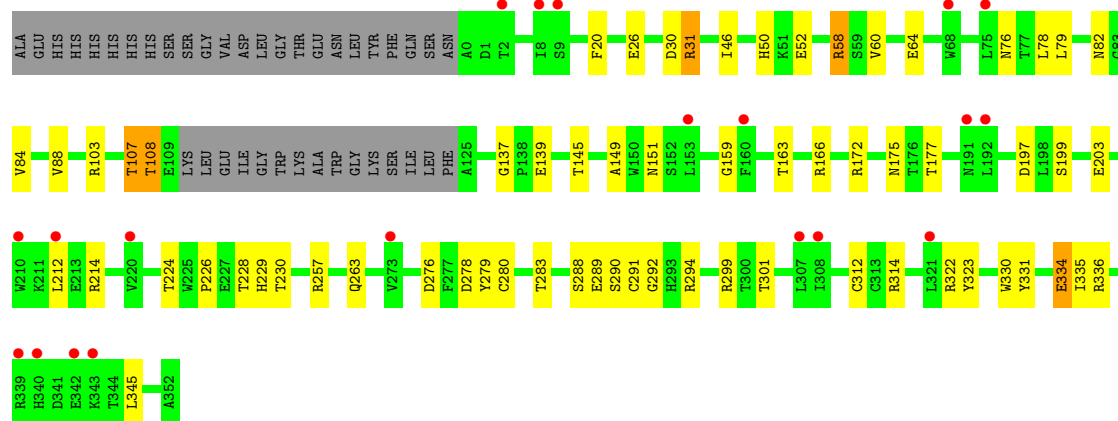 ALA GLU HIS HIS HIS HIS HIS HIS SER SER GLY VAL ASP LEU GLY THR GLU ASN LEU TYR PHE GLN SER ASN A0 D1 T2 I8 S9 F20 E26 D30 R31 I46 H50 K51 E52 R58 S59 V60 E64 W68 L75 N76 T77 L78 L79 N82 G83
V84 V88 R103 T107 T108 E109 LYS LEU GLU ILE GLY TRP LYS ALA TRP GLY LYS SER ILE LEU PHE A125 G137 P138 E139 T145 A149 W150 N151 S152 L153 G159 F160 T163 R166 R172 N175 T176 T177 N191 L192 D197 L198 S199 E203
W210 K211 L212 E213 R214 V220 T224 W225 P226 E227 T228 H229 T230 R257 Q263 V273 D276 F277 D278 Y279 C280 T283 S288 E289 S290 C291 G292 H293 R294 R299 T300 T301 L307 I308 C312 C313 R314 L321 R322 Y323 W330 Y331 E334 I335 R336
R339 H340 D341 E342 K343 T344 L345 A352